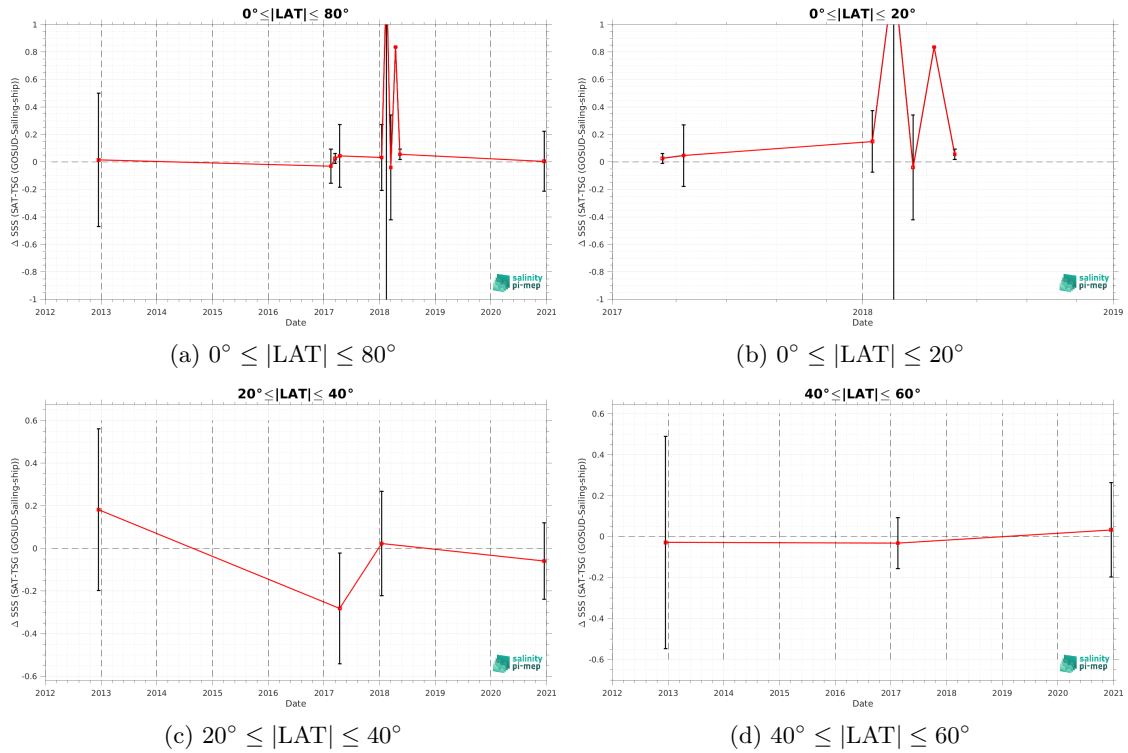 0°≤|LAT|≤ 80°
Δ SSS (SAT-TSG (GOSUD-Sailing-ship))
1
0.8
0.6
0.4
0.2
0
-0.2
-0.4
-0.6
-0.8
-1
2012 2013 2014 2015 2016 2017 2018 2019 2020 2021
Date
salinity
pi-mep
(a) 0° ≤ |LAT| ≤ 80°
0°≤|LAT|≤ 20°
Δ SSS (SAT-TSG (GOSUD-Sailing-ship))
1
0.8
0.6
0.4
0.2
0
-0.2
-0.4
-0.6
-0.8
-1
2017 2018 2019
Date
salinity
pi-mep
(b) 0° ≤ |LAT| ≤ 20°
20°≤|LAT|≤ 40°
Δ SSS (SAT-TSG (GOSUD-Sailing-ship))
0.6
0.4
0.2
0
-0.2
-0.4
-0.6
2012 2013 2014 2015 2016 2017 2018 2019 2020 2021
Date
salinity
pi-mep
(c) 20° ≤ |LAT| ≤ 40°
40°≤|LAT|≤ 60°
Δ SSS (SAT-TSG (GOSUD-Sailing-ship))
0.6
0.4
0.2
0
-0.2
-0.4
-0.6
2012 2013 2014 2015 2016 2017 2018 2019 2020 2021
Date
salinity
pi-mep
(d) 40° ≤ |LAT| ≤ 60°